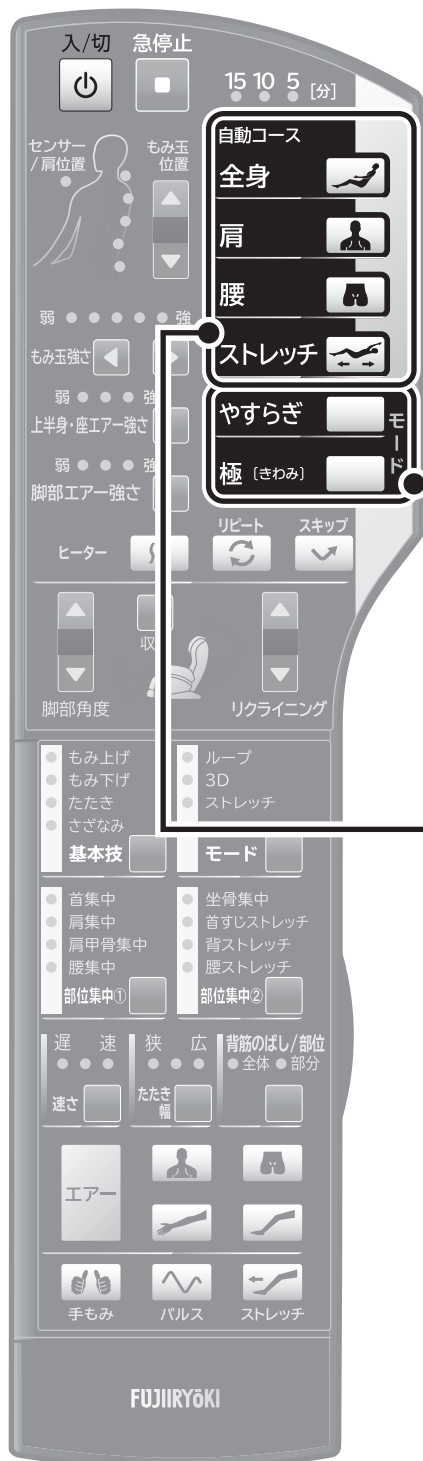 入/切 急停止
15 10 5 [分]
自動コース
センサー
/肩位置
もみ玉
位置
全身
肩
腰
ストレッチ
弱 強
もみ玉強さ
弱 強
上半身・座エアー強さ
やすらぎ
弱 強
脚部エアー強さ
極 [きわみ]
モード
ヒーター リピート スキップ
収
脚部角度 リクライニング
もみ上げ
もみ下げ
たたき
さざなみ
基本技
ループ
3D
ストレッチ
モード
首集中
肩集中
肩甲骨集中
腰集中
部位集中①
坐骨集中
首すじストレッチ
背ストレッチ
腰ストレッチ
部位集中②
遅 速
速さ
狭 広
たたき
幅
背筋のばし/部位
全体 部分
エアー
手もみ パルス ストレッチ
FUJIIRYōKI